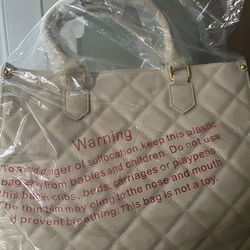 Warning
To avoid danger of suffocation,keep this plastic
bag away from babies and children. Do not use
this bag in cribs, beds, carriages or playpens.
The thin film may cling to the nose and mouth
and prevent breathing. This bag is not a toy.